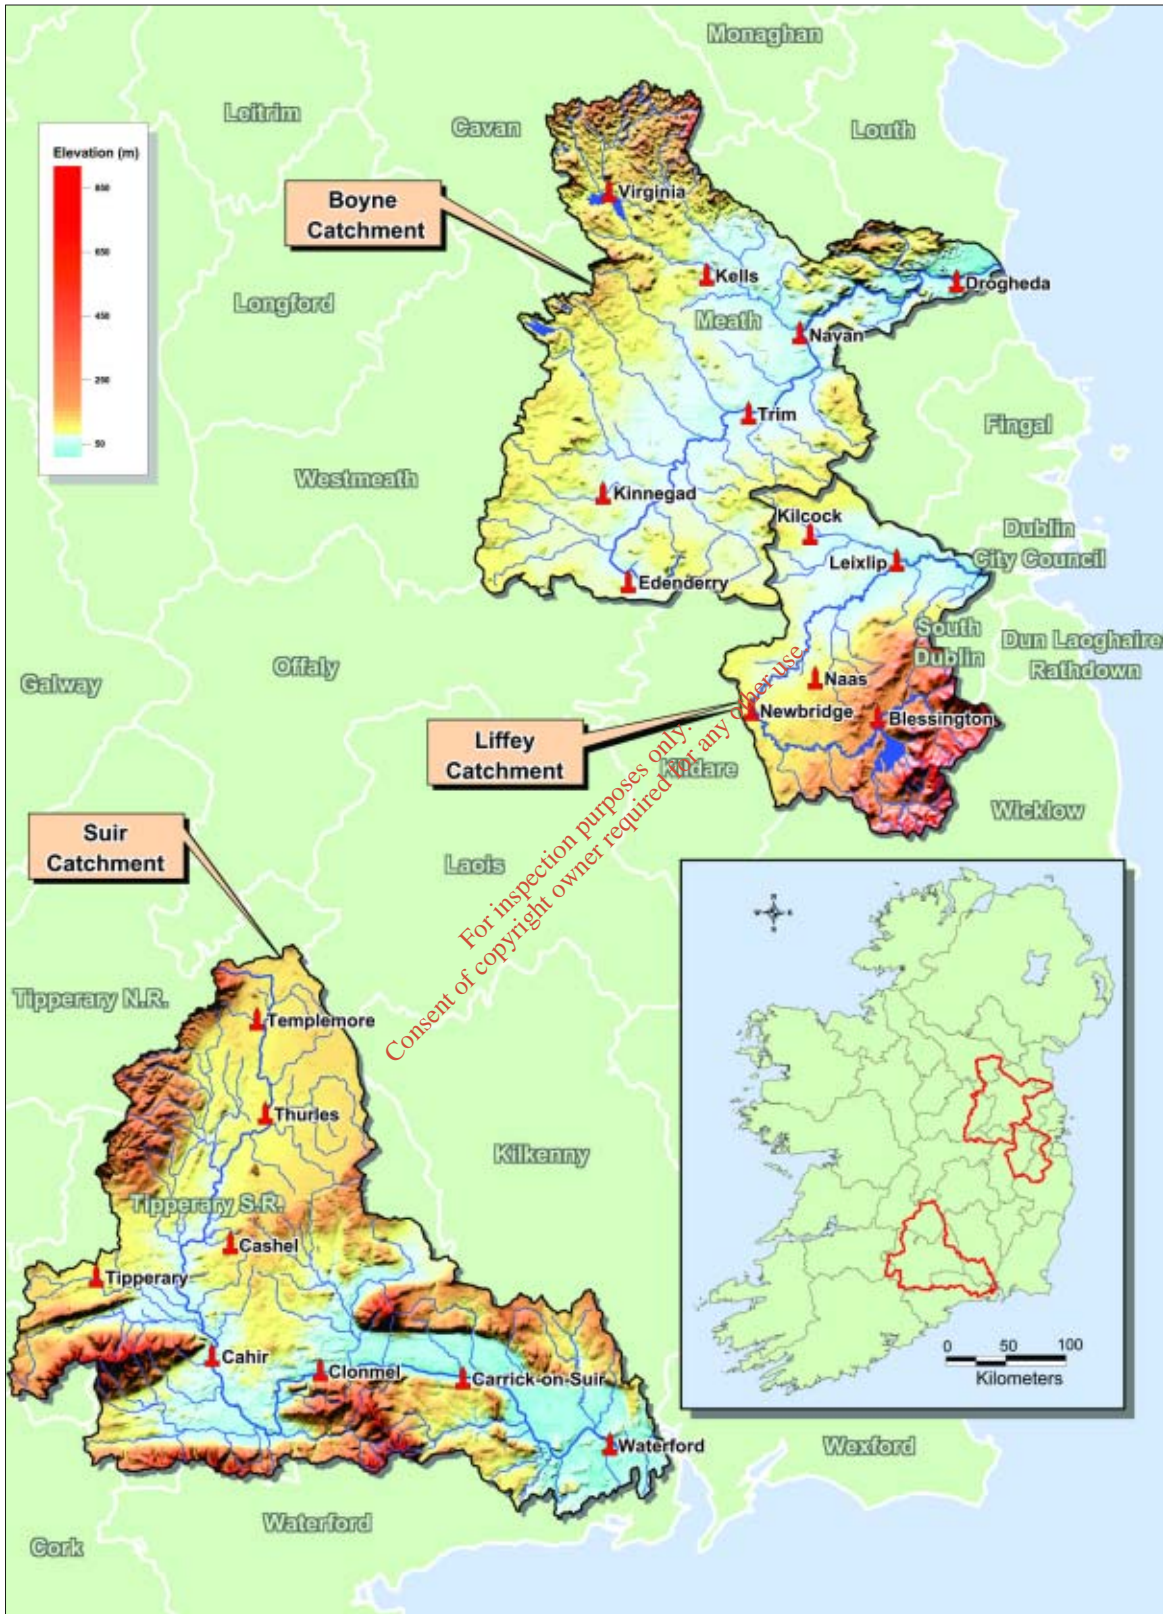 Monaghan
Leitrim
Cavan
Louth
Elevation (m)
850
650
450
250
50
Boyne
Catchment
Virginia
Longford
Kells
Drogheda
Meath
Navan
Trim
Fingal
Westmeath
Kinnegad
Kilcock
Dublin
City Council
Leixlip
Edenderry
South
Dublin
Dun Laoghaire
Rathdown
Galway
Offaly
Naas
Newbridge
Blessington
Liffey
Catchment
Kildare
Wicklow
Suir
Catchment
Laois
For inspection purposes only.
Consent of copyright owner required for any other use.
Tipperary N.R.
Templemore
Thurles
Kilkenny
Tipperary S.R.
Cashel
Tipperary
Cahir
Clonmel
Carrick-on-Suir
Waterford
Waterford
Cork
Wexford
N
W E
S
0 50 100
Kilometers